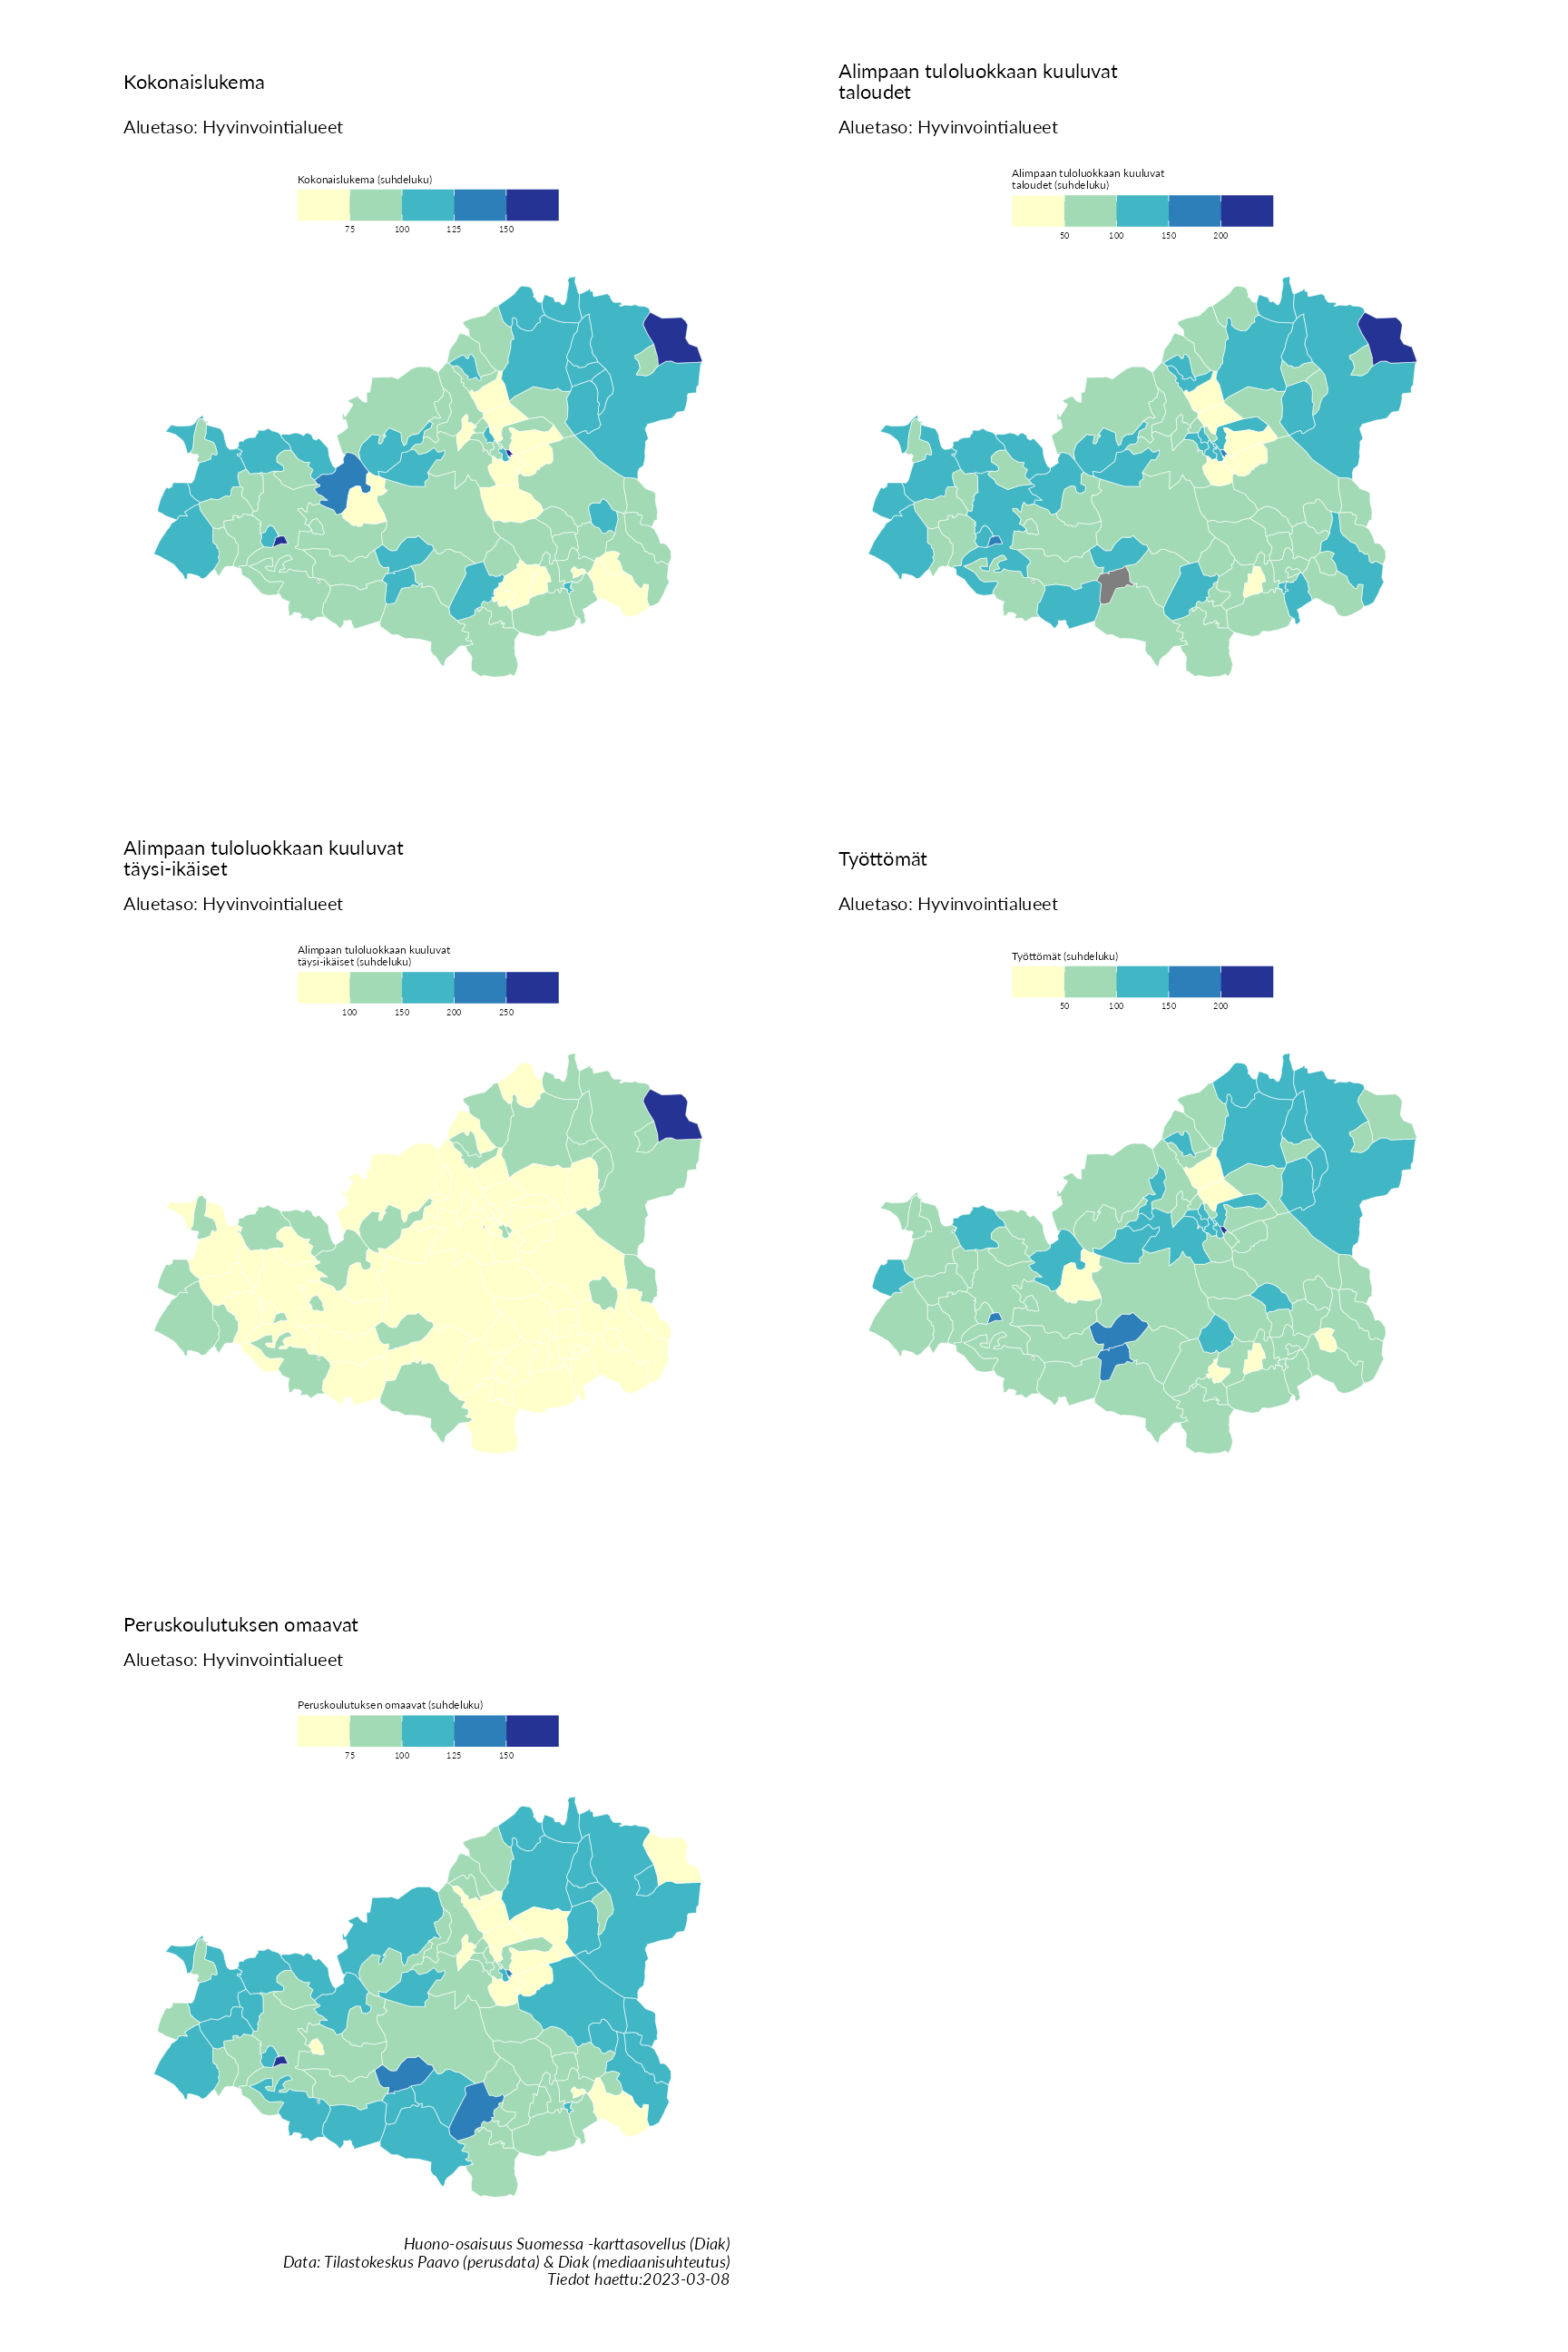 Kokonaislukema
Aluetaso: Hyvinvointialueet
Kokonaislukema (suhdeluku)
75 100 125 150
Alimpaan tuloluokkaan kuuluvat
taloudet
Aluetaso: Hyvinvointialueet
Alimpaan tuloluokkaan kuuluvat
taloudet (suhdeluku)
50 100 150 200
Alimpaan tuloluokkaan kuuluvat
täysi-ikäiset
Aluetaso: Hyvinvointialueet
Alimpaan tuloluokkaan kuuluvat
täysi-ikäiset (suhdeluku)
100 150 200 250
Työttömät
Aluetaso: Hyvinvointialueet
Työttömät (suhdeluku)
50 100 150 200
Peruskoulutuksen omaavat
Aluetaso: Hyvinvointialueet
Peruskoulutuksen omaavat (suhdeluku)
75 100 125 150
Huono-osaisuus Suomessa -karttasovellus (Diak)
Data: Tilastokeskus Paavo (perusdata) & Diak (mediaanisuhteutus)
Tiedot haettu:2023-03-08